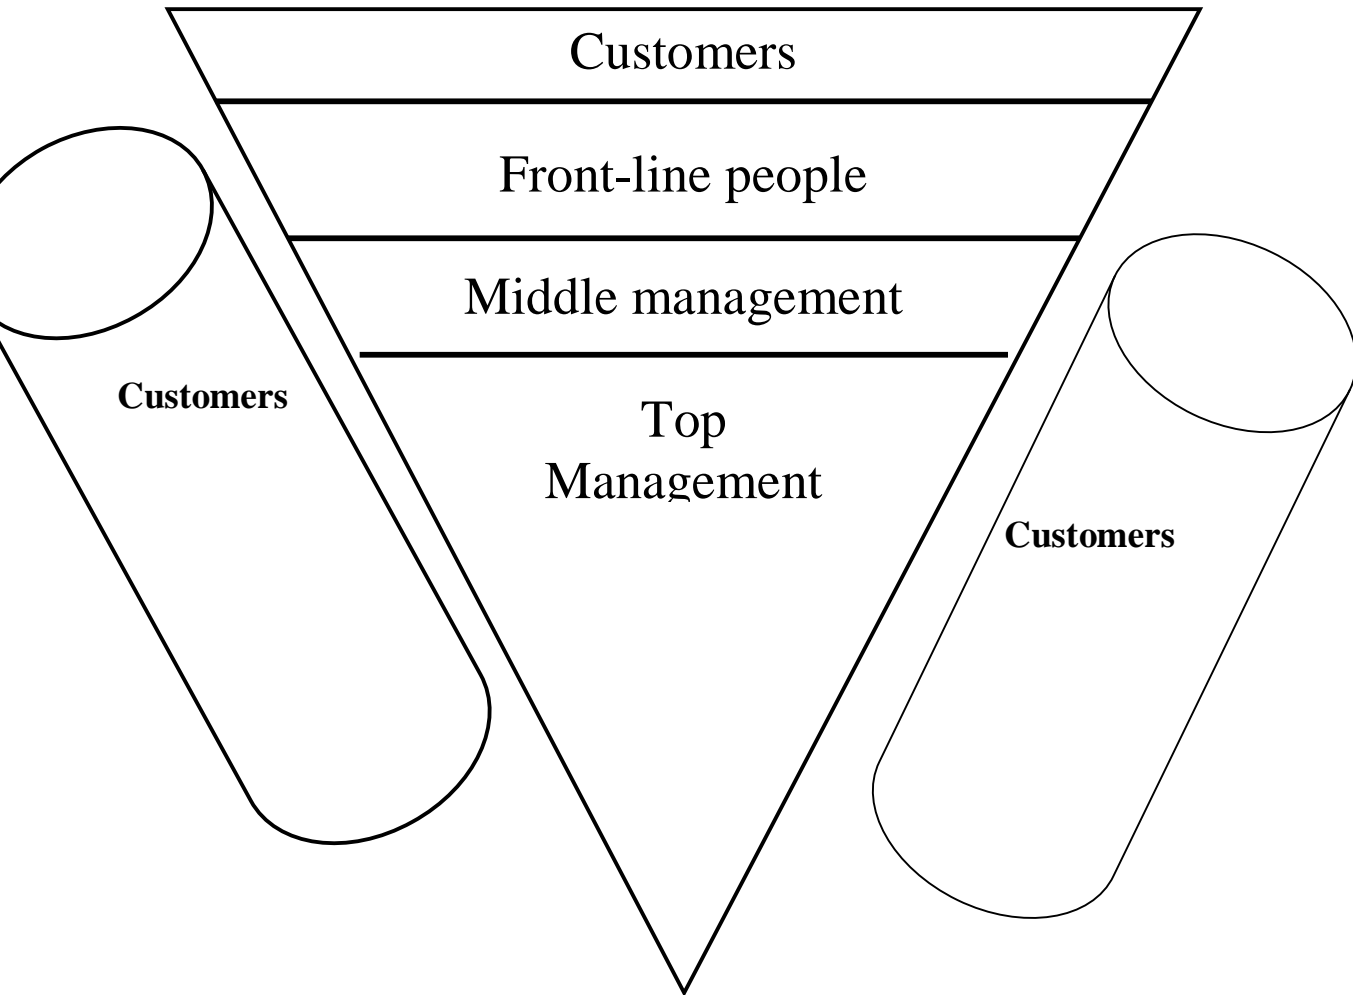 Customers
Front-line people
Middle management
Customers
Top
Management
Customers